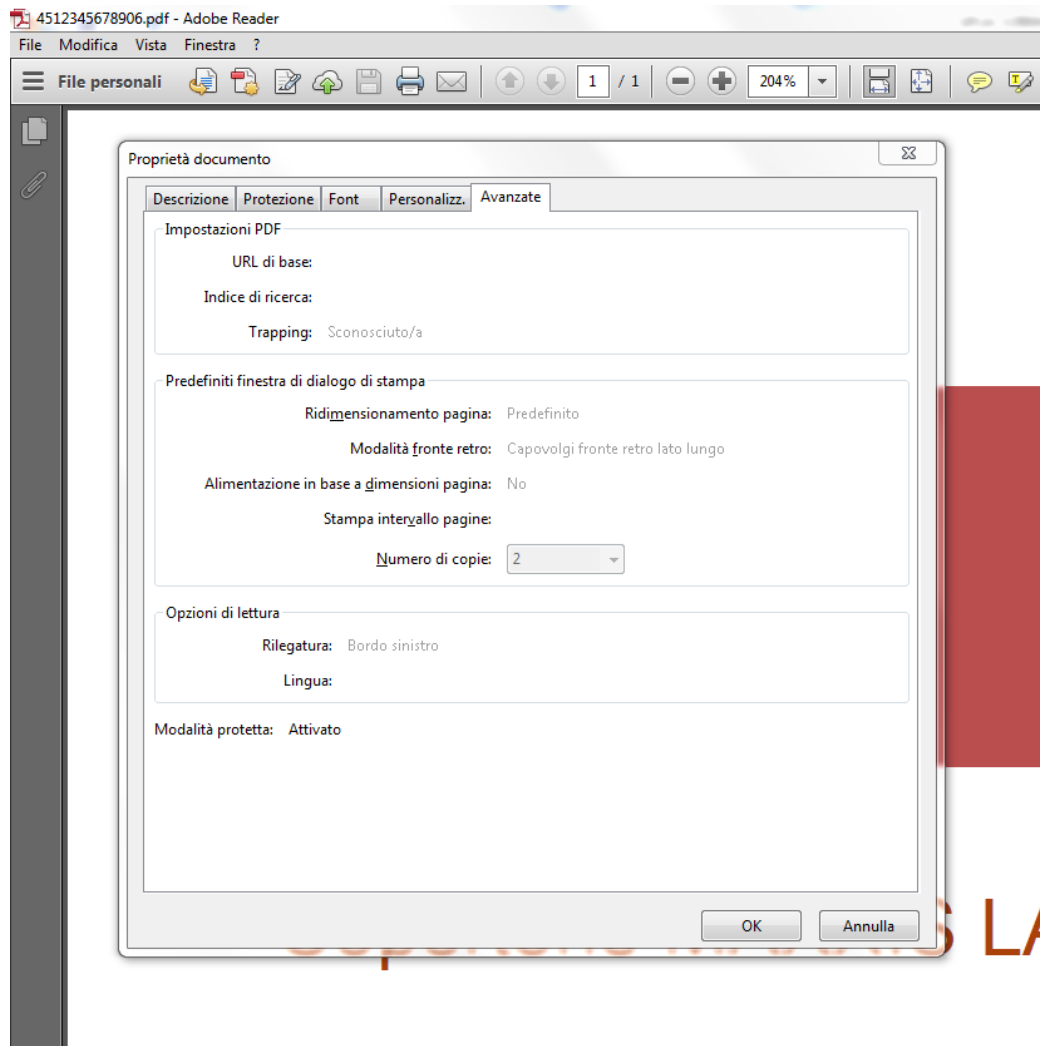 4512345678906.pdf - Adobe Reader
File Modifica Vista Finestra ?
File personali 1 / 1 204%
Proprietà documento
Descrizione Protezione Font Personalizz. Avanzate
Impostazioni PDF
URL di base:
Indice di ricerca:
Trapping: Sconosciuto/a
Predefiniti finestra di dialogo di stampa
Ridimensionamento pagina: Predefinito
Modalità fronte retro: Capovolgi fronte retro lato lungo
Alimentazione in base a dimensioni pagina: No
Stampa intervallo pagine:
Numero di copie: 2
Opzioni di lettura
Rilegatura: Bordo sinistro
Lingua:
Modalità protetta: Attivato
OK Annulla